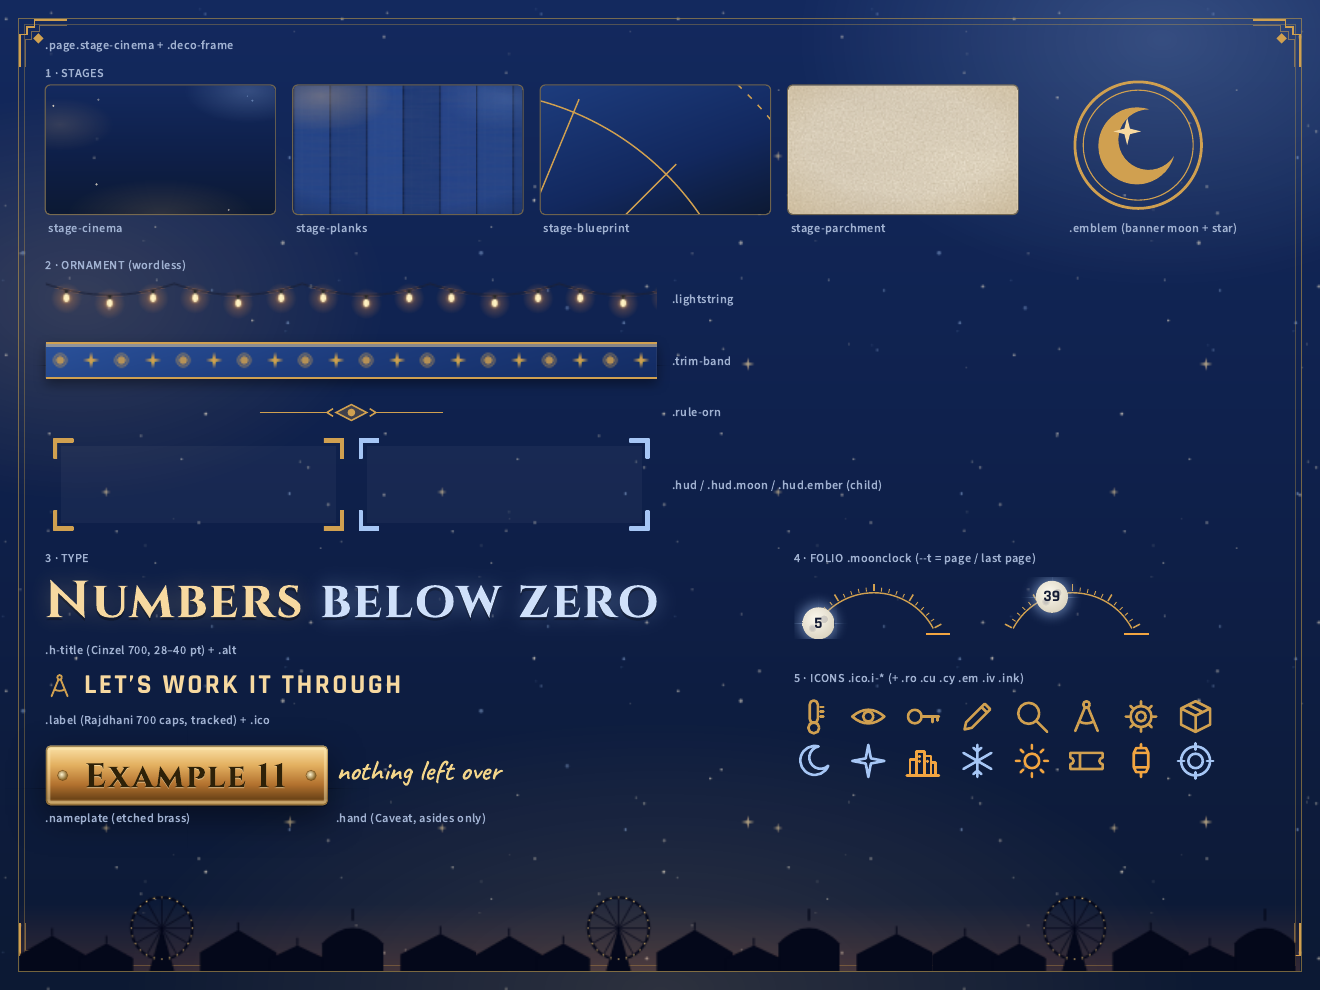 .page.stage-cinema + .deco-frame
1 · STAGES
stage-cinema
stage-planks
stage-blueprint
stage-parchment
.emblem (banner moon + star)
2 · ORNAMENT (wordless)
.lightstring
.trim-band
.rule-orn
.hud / .hud.moon / .hud.ember (child)
3 · TYPE
NUMBERS BELOW ZERO
.h-title (Cinzel 700, 28–40 pt) + .alt
LET'S WORK IT THROUGH
.label (Rajdhani 700 caps, tracked) + .ico
EXAMPLE 11
nothing left over
.nameplate (etched brass)
.hand (Caveat, asides only)
4 · FOLIO .moonclock (--t = page / last page)
5
39
5 · ICONS .ico.i-* (+ .ro .cu .cy .em .iv .ink)